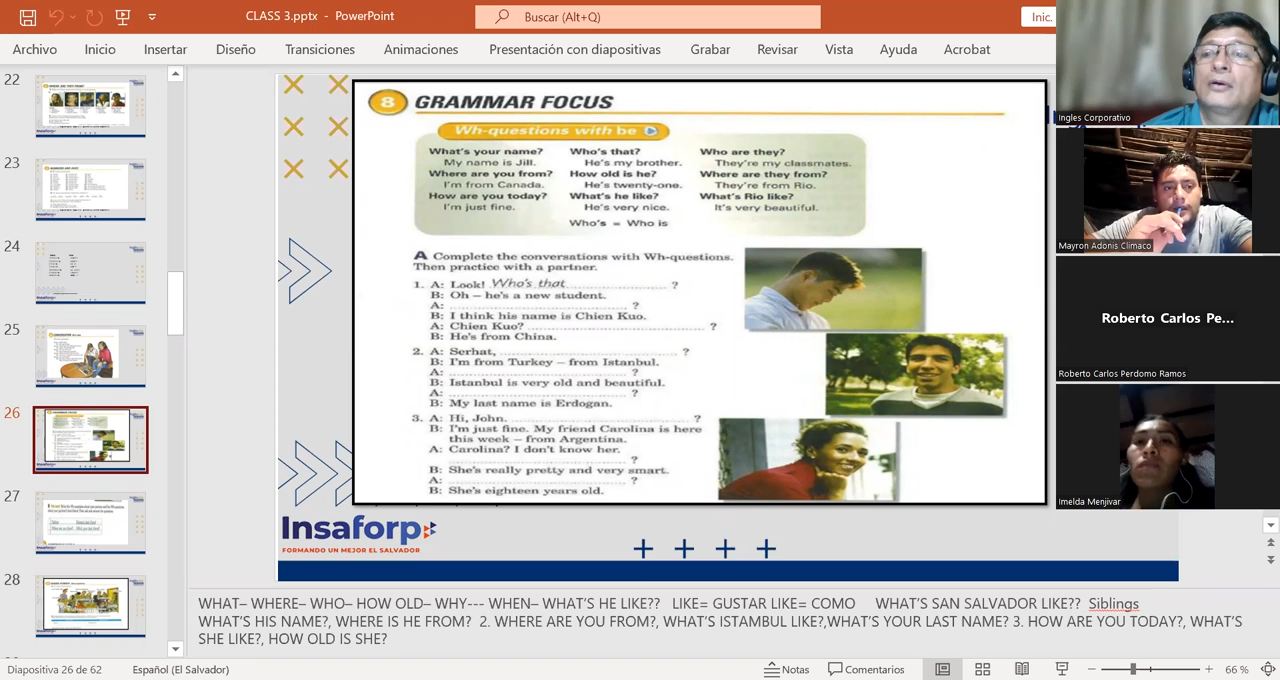 CLASS 3.pptx - PowerPoint
Buscar (Alt+Q)
Inic.
Archivo Inicio Insertar Diseño Transiciones Animaciones Presentación con diapositivas Grabar Revisar Vista Ayuda Acrobat
Ingles Corporativo
Mayron Adonis Climaco
Roberto Carlos Pe...
Roberto Carlos Perdomo Ramos
Imelda Menjivar
22
23
24
25
26
27
28
8 GRAMMAR FOCUS
Wh-questions with be
What's your name? Who's that? Who are they?
My name is Jill. He's my brother. They're my classmates.
Where are you from? How old is he? Where are they from?
I'm from Canada. He's twenty-one. They're from Rio.
How are you today? What's he like? What's Rio like?
I'm just fine. He's very nice. It's very beautiful.
Who's = Who is
A Complete the conversations with Wh-questions.
Then practice with a partner.
1. A: Look! Who's that ?
B: Oh – he's a new student.
A: ?
B: I think his name is Chien Kuo.
A: Chien Kuo? ?
B: He's from China.
2. A: Serhat, ?
B: I'm from Turkey – from Istanbul.
A: ?
B: Istanbul is very old and beautiful.
A: ?
B: My last name is Erdogan.
3. A: Hi, John. ?
B: I'm just fine. My friend Carolina is here
this week – from Argentina.
A: Carolina? I don't know her.
?
B: She's really pretty and very smart.
A: ?
B: She's eighteen years old.
Insaforp
FORMANDO UN MEJOR EL SALVADOR
WHAT– WHERE– WHO– HOW OLD– WHY--- WHEN– WHAT'S HE LIKE?? LIKE= GUSTAR LIKE= COMO WHAT'S SAN SALVADOR LIKE?? Siblings
WHAT'S HIS NAME?, WHERE IS HE FROM? 2. WHERE ARE YOU FROM?, WHAT'S ISTAMBUL LIKE?,WHAT'S YOUR LAST NAME? 3. HOW ARE YOU TODAY?, WHAT'S
SHE LIKE?, HOW OLD IS SHE?
Diapositiva 26 de 62 Español (El Salvador) Notas Comentarios 66 %